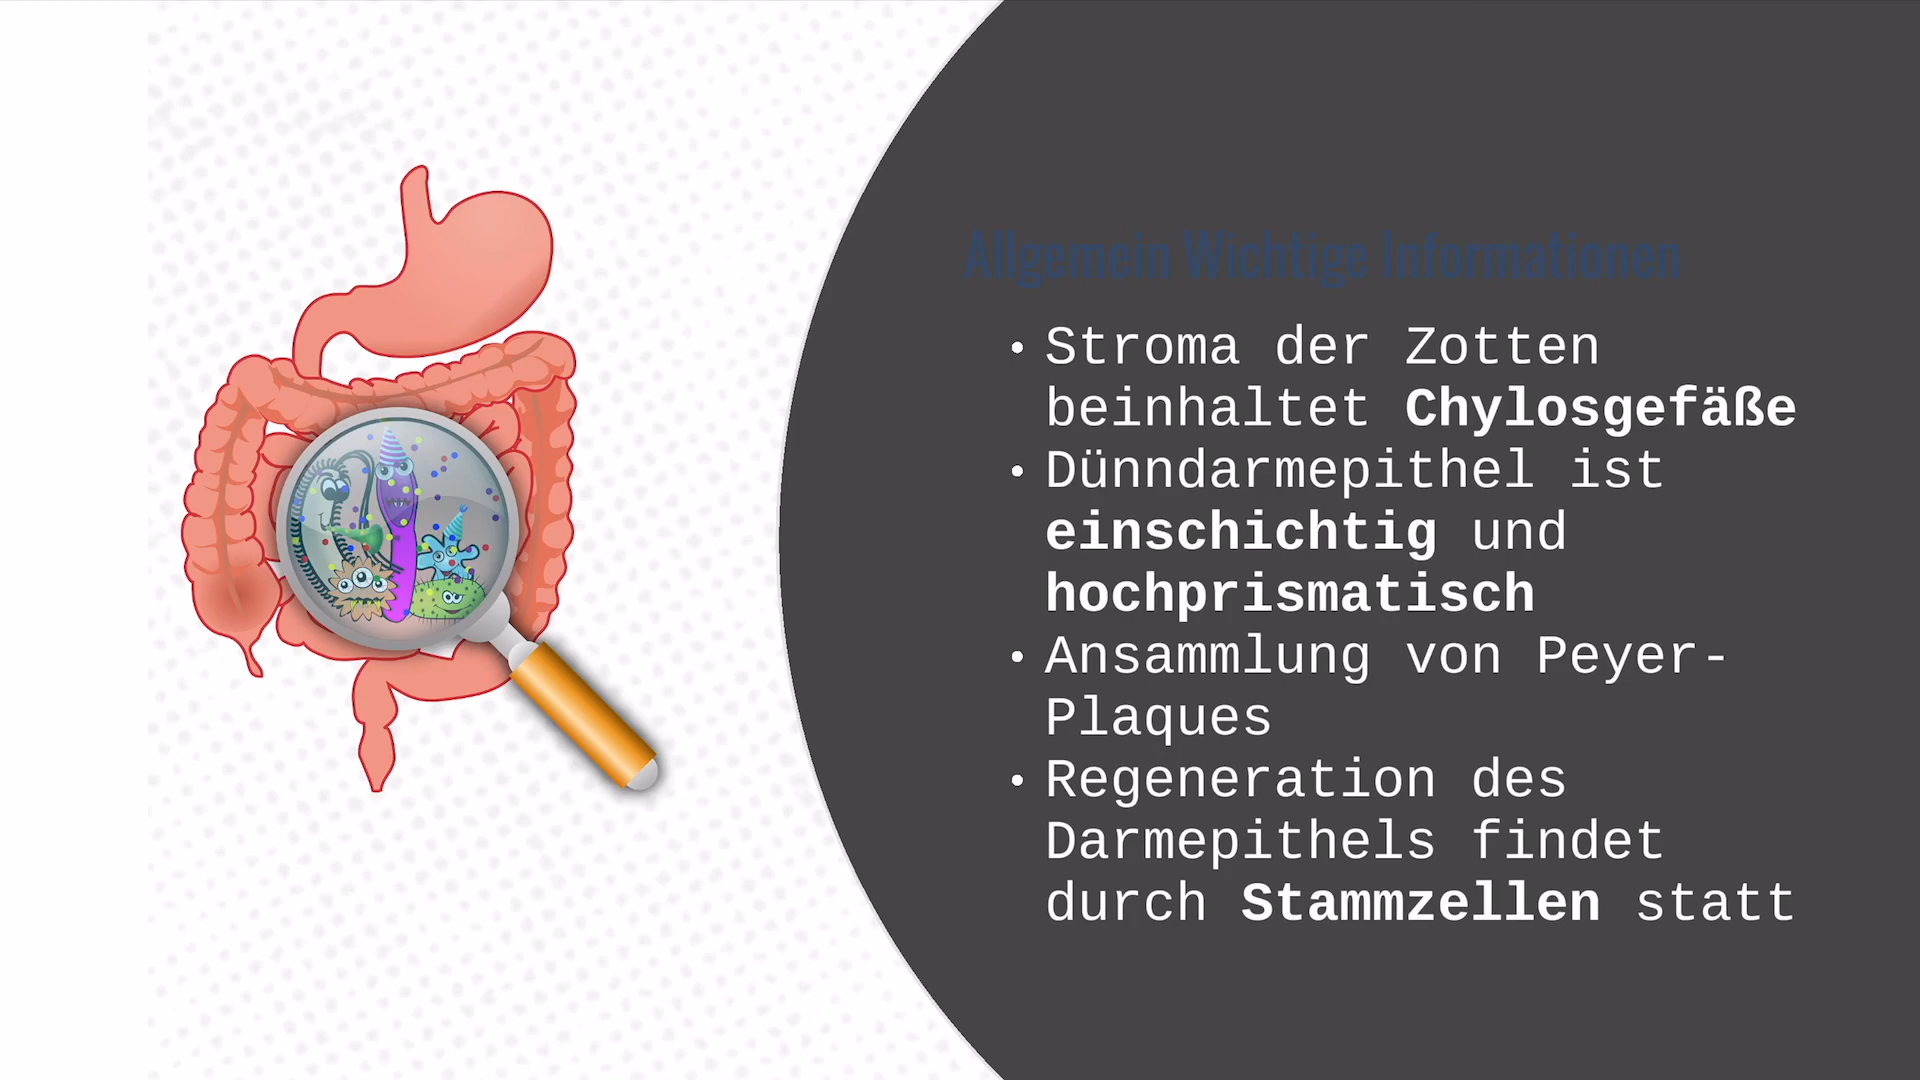 Allgemein Wichtige Informationen
• Stroma der Zotten
beinhaltet Chylosgefäße
• Dünndarmepithel ist
einschichtig und
hochprismatisch
• Ansammlung von Peyer-
Plaques
• Regeneration des
Darmepithels findet
durch Stammzellen statt